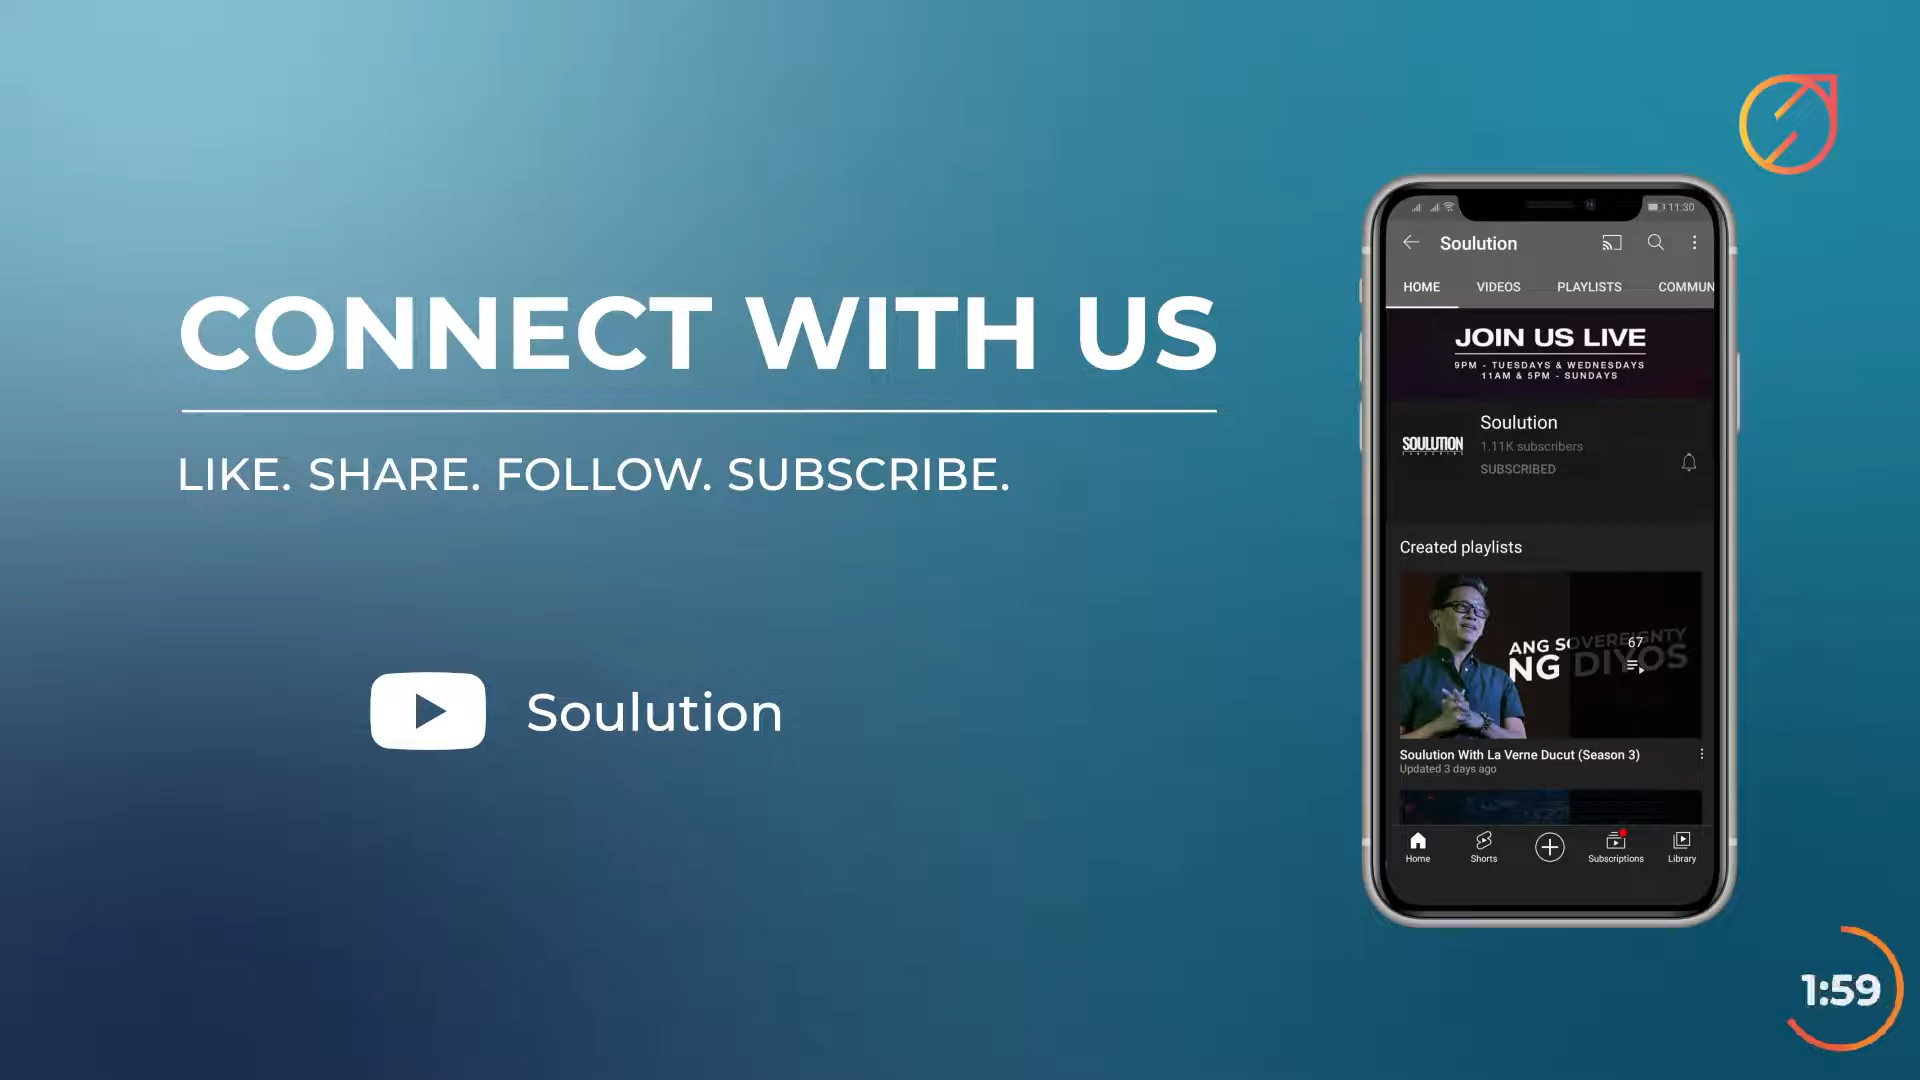 CONNECT WITH US
LIKE. SHARE. FOLLOW. SUBSCRIBE.
Soulution
11:30
Soulution
HOME VIDEOS PLAYLISTS COMMUN
JOIN US LIVE
9PM - TUESDAYS & WEDNESDAYS
11AM & 5PM - SUNDAYS
Soulution
SOULUTION
1.11K subscribers
SUBSCRIBED
Created playlists
ANG SOVEREIGNTY
NG DIYOS
67
Soulution With La Verne Ducut (Season 3)
Updated 3 days ago
Home Shorts Subscriptions Library
1:59